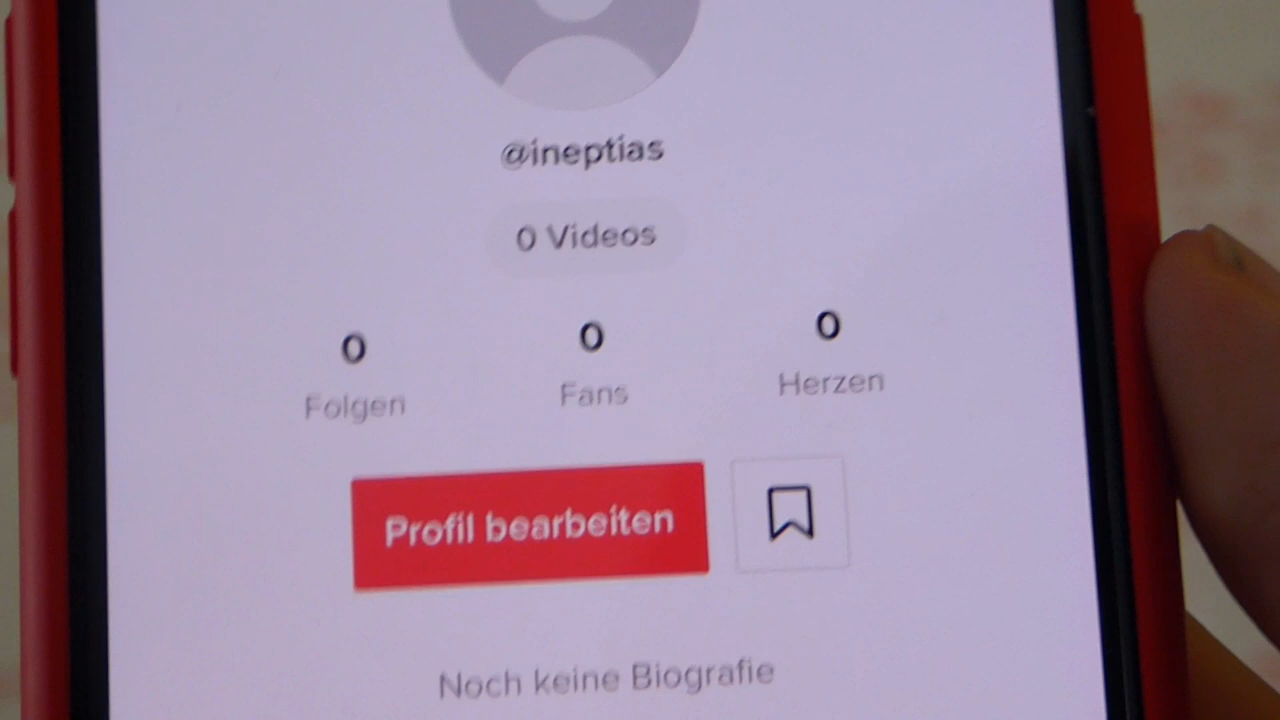 @ineptias
0 Videos
0 0 0
Folgen Fans Herzen
Profil bearbeiten
Noch keine Biografie